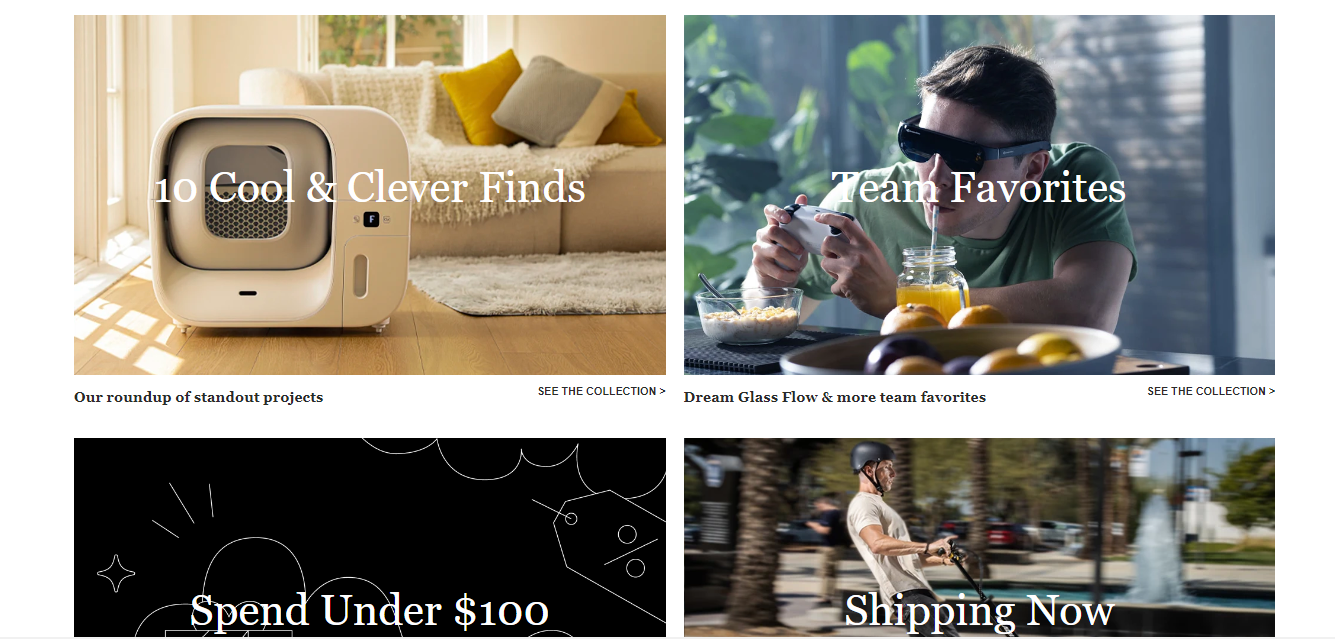 10 Cool & Clever Finds
Team Favorites
Our roundup of standout projects
SEE THE COLLECTION >
Dream Glass Flow & more team favorites
SEE THE COLLECTION >
Spend Under $100
Shipping Now